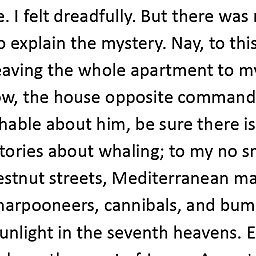 e. I felt dreadfully. But there was
o explain the mystery. Nay, to this
eaving the whole apartment to my
ow, the house opposite command
hable about him, be sure there is
tories about whaling; to my no sm
estnut streets, Mediterranean ma
harpooneers, cannibals, and bum
unlight in the seventh heavens. E